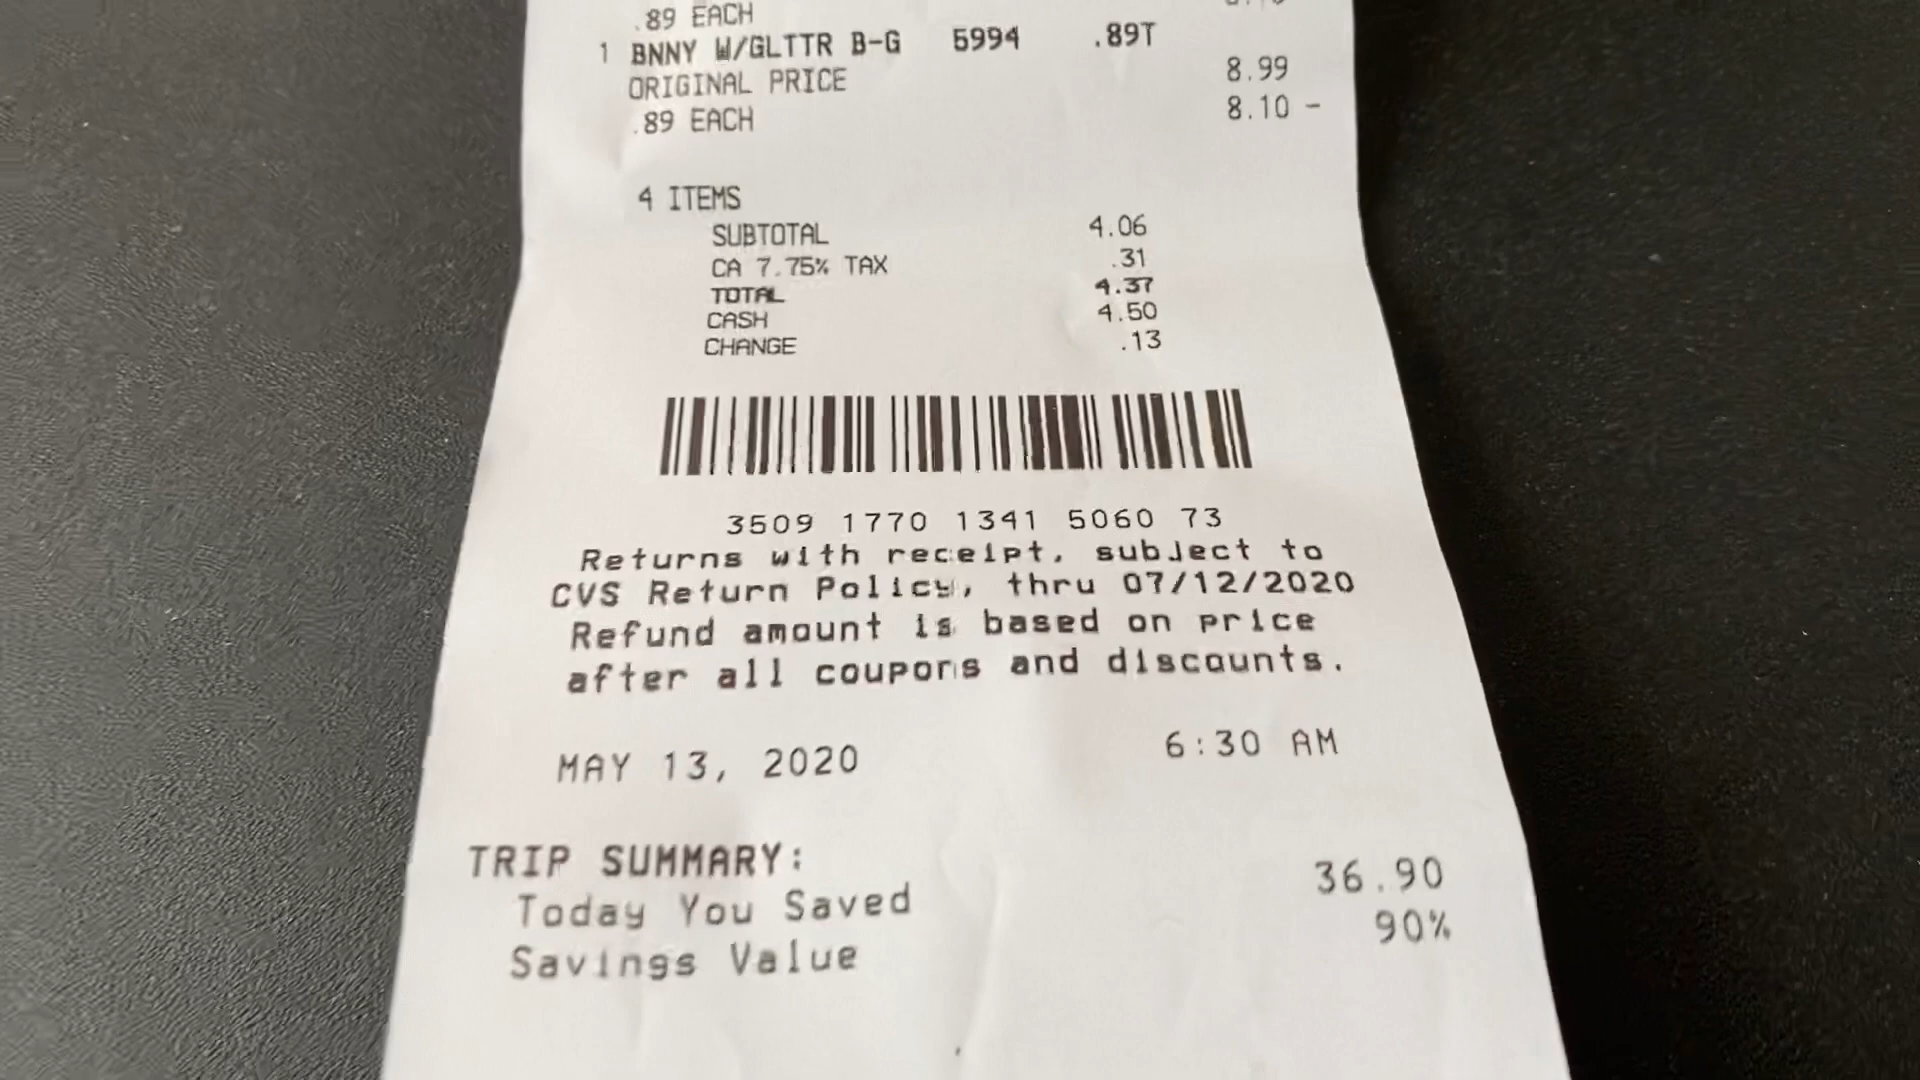 .89 EACH
1 BNNY W/GLTTR B-G 5994 .89T
ORIGINAL PRICE 8.99
.89 EACH 8.10 -
4 ITEMS
SUBTOTAL 4.06
CA 7.75% TAX .31
TOTAL 4.37
CASH 4.50
CHANGE .13
3509 1770 1341 5060 73
Returns with receipt, subject to
CVS Return Policy, thru 07/12/2020
Refund amount is based on price
after all coupons and discounts.
MAY 13, 2020 6:30 AM
TRIP SUMMARY:
Today You Saved 36.90
Savings Value 90%